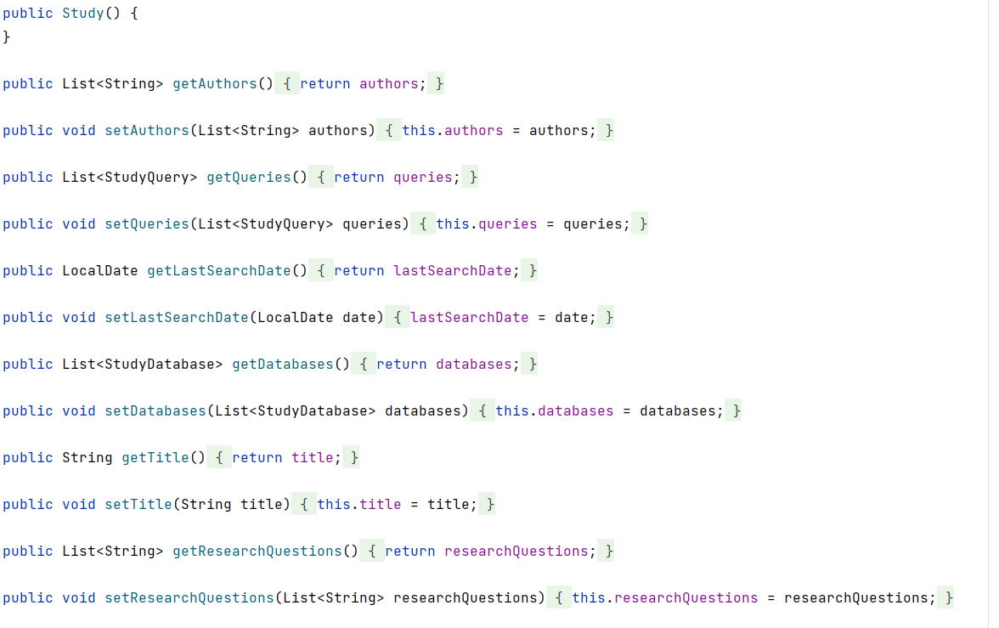 public Study() {
}
public List<String> getAuthors() { return authors; }
public void setAuthors(List<String> authors) { this.authors = authors; }
public List<StudyQuery> getQueries() { return queries; }
public void setQueries(List<StudyQuery> queries) { this.queries = queries; }
public LocalDate getLastSearchDate() { return lastSearchDate; }
public void setLastSearchDate(LocalDate date) { lastSearchDate = date; }
public List<StudyDatabase> getDatabases() { return databases; }
public void setDatabases(List<StudyDatabase> databases) { this.databases = databases; }
public String getTitle() { return title; }
public void setTitle(String title) { this.title = title; }
public List<String> getResearchQuestions() { return researchQuestions; }
public void setResearchQuestions(List<String> researchQuestions) { this.researchQuestions = researchQuestions; }